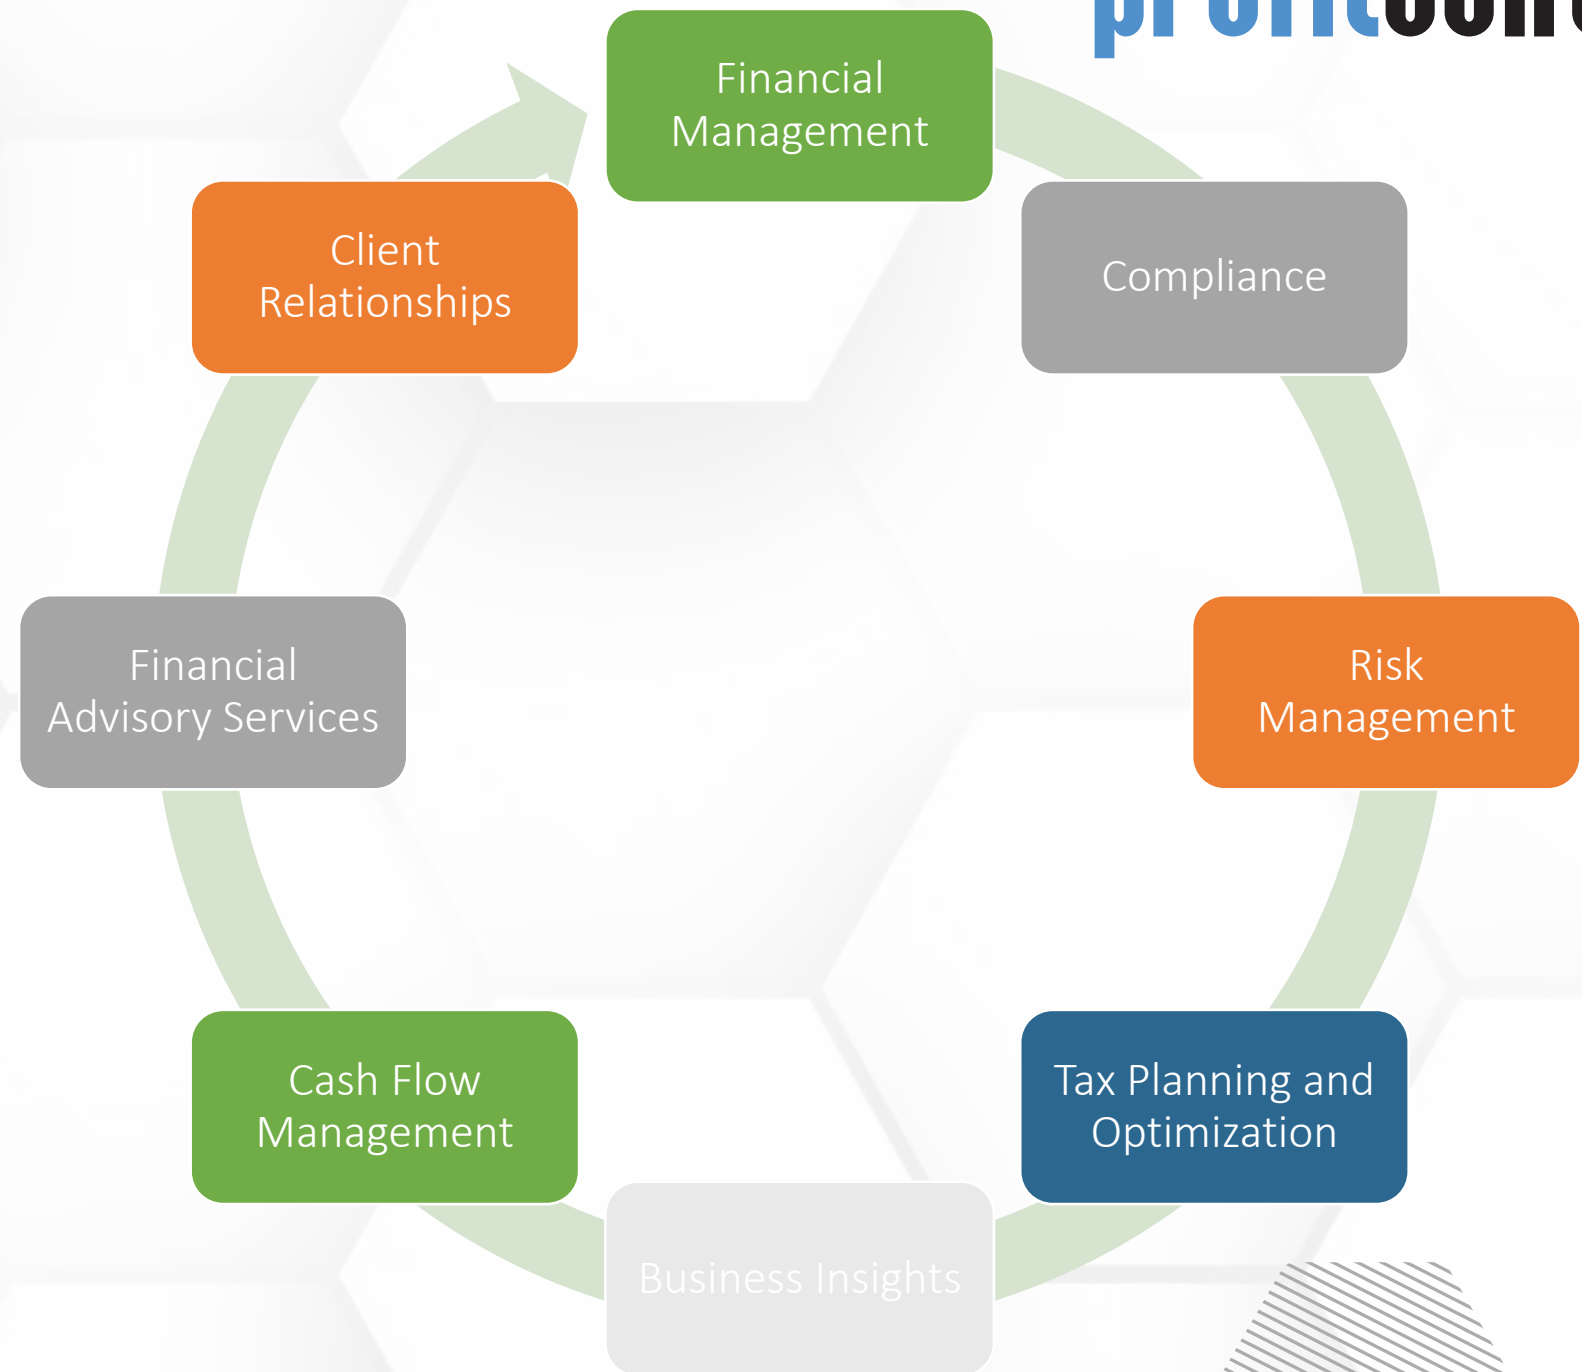 Financial
Management
Compliance
Risk
Management
Tax Planning and
Optimization
Business Insights
Cash Flow
Management
Financial
Advisory Services
Client
Relationships